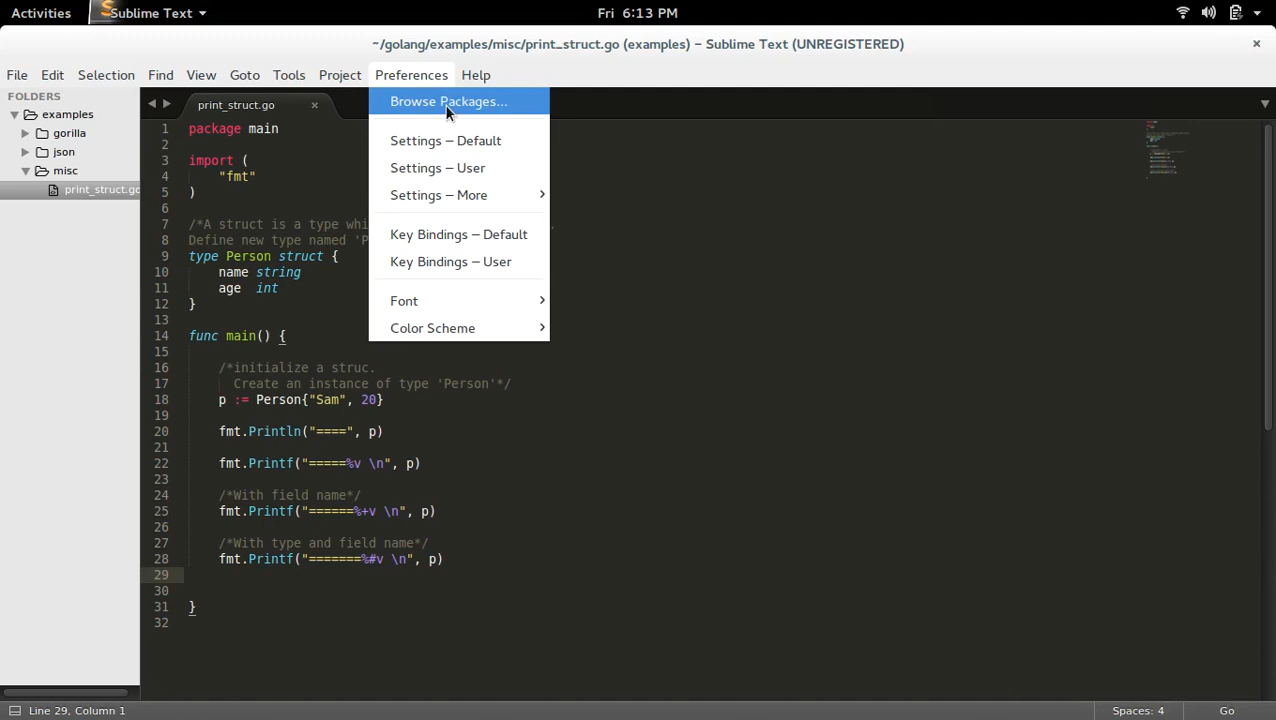 Activities Sublime Text Fri 6:13 PM
~/golang/examples/misc/print_struct.go (examples) – Sublime Text (UNREGISTERED)
File Edit Selection Find View Goto Tools Project Preferences Help
FOLDERS
examples
gorilla
json
misc
print_struct.go
print_struct.go
Browse Packages...
Settings – Default
Settings – User
Settings – More
Key Bindings – Default
Key Bindings – User
Font
Color Scheme
1 package main
2
3 import (
4 "fmt"
5 )
6
7 /*A struct is a type whi
8 Define new type named 'P
9 type Person struct {
10 name string
11 age int
12 }
13
14 func main() {
15
16 /*initialize a struc.
17 Create an instance of type 'Person'*/
18 p := Person{"Sam", 20}
19
20 fmt.Println("====", p)
21
22 fmt.Printf("=====%v \n", p)
23
24 /*With field name*/
25 fmt.Printf("======%+v \n", p)
26
27 /*With type and field name*/
28 fmt.Printf("=======%#v \n", p)
29
30
31 }
32
Line 29, Column 1 Spaces: 4 Go